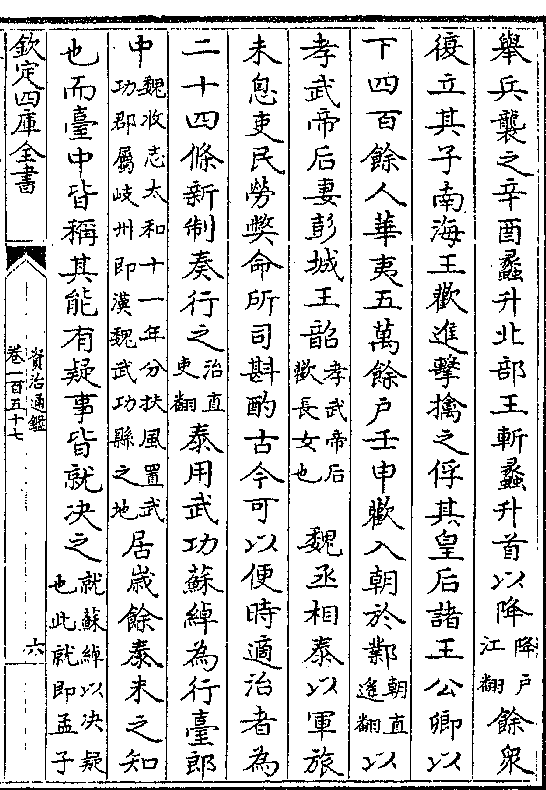 舉兵襲之辛酉蠡升北部王斬蠡升首以降降戸江翻餘衆
復立其子南海王歡進擊擒之俘其皇后諸王公卿以
下四百餘人華夷五萬餘戸壬申歡入朝於鄴朝直遥翻以
孝武帝后妻彭城王韶孝武帝后歡長女也 魏丞相泰以軍旅
未息吏民勞弊命所司斟酌古今可以便時適治者為
二十四條新制奏行之治直吏翻泰用武功蘇綽為行臺郎
中魏收志太和十一年分扶風置武功郡屬岐州即漢魏武功縣之地居歲餘泰未之知
也而臺中皆稱其能有疑事皆就決之就蘇綽以决疑也此就即孟子
欽定四庫全書
資治通鑑
卷一百五十七
六